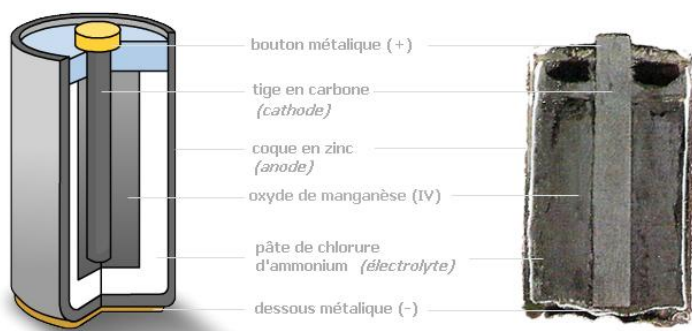 bouton métalique (+)
tige en carbone
(cathode)
coque en zinc
(anode)
oxyde de manganèse (IV)
pâte de chlorure
d'ammonium (électrolyte)
dessous métalique (-)